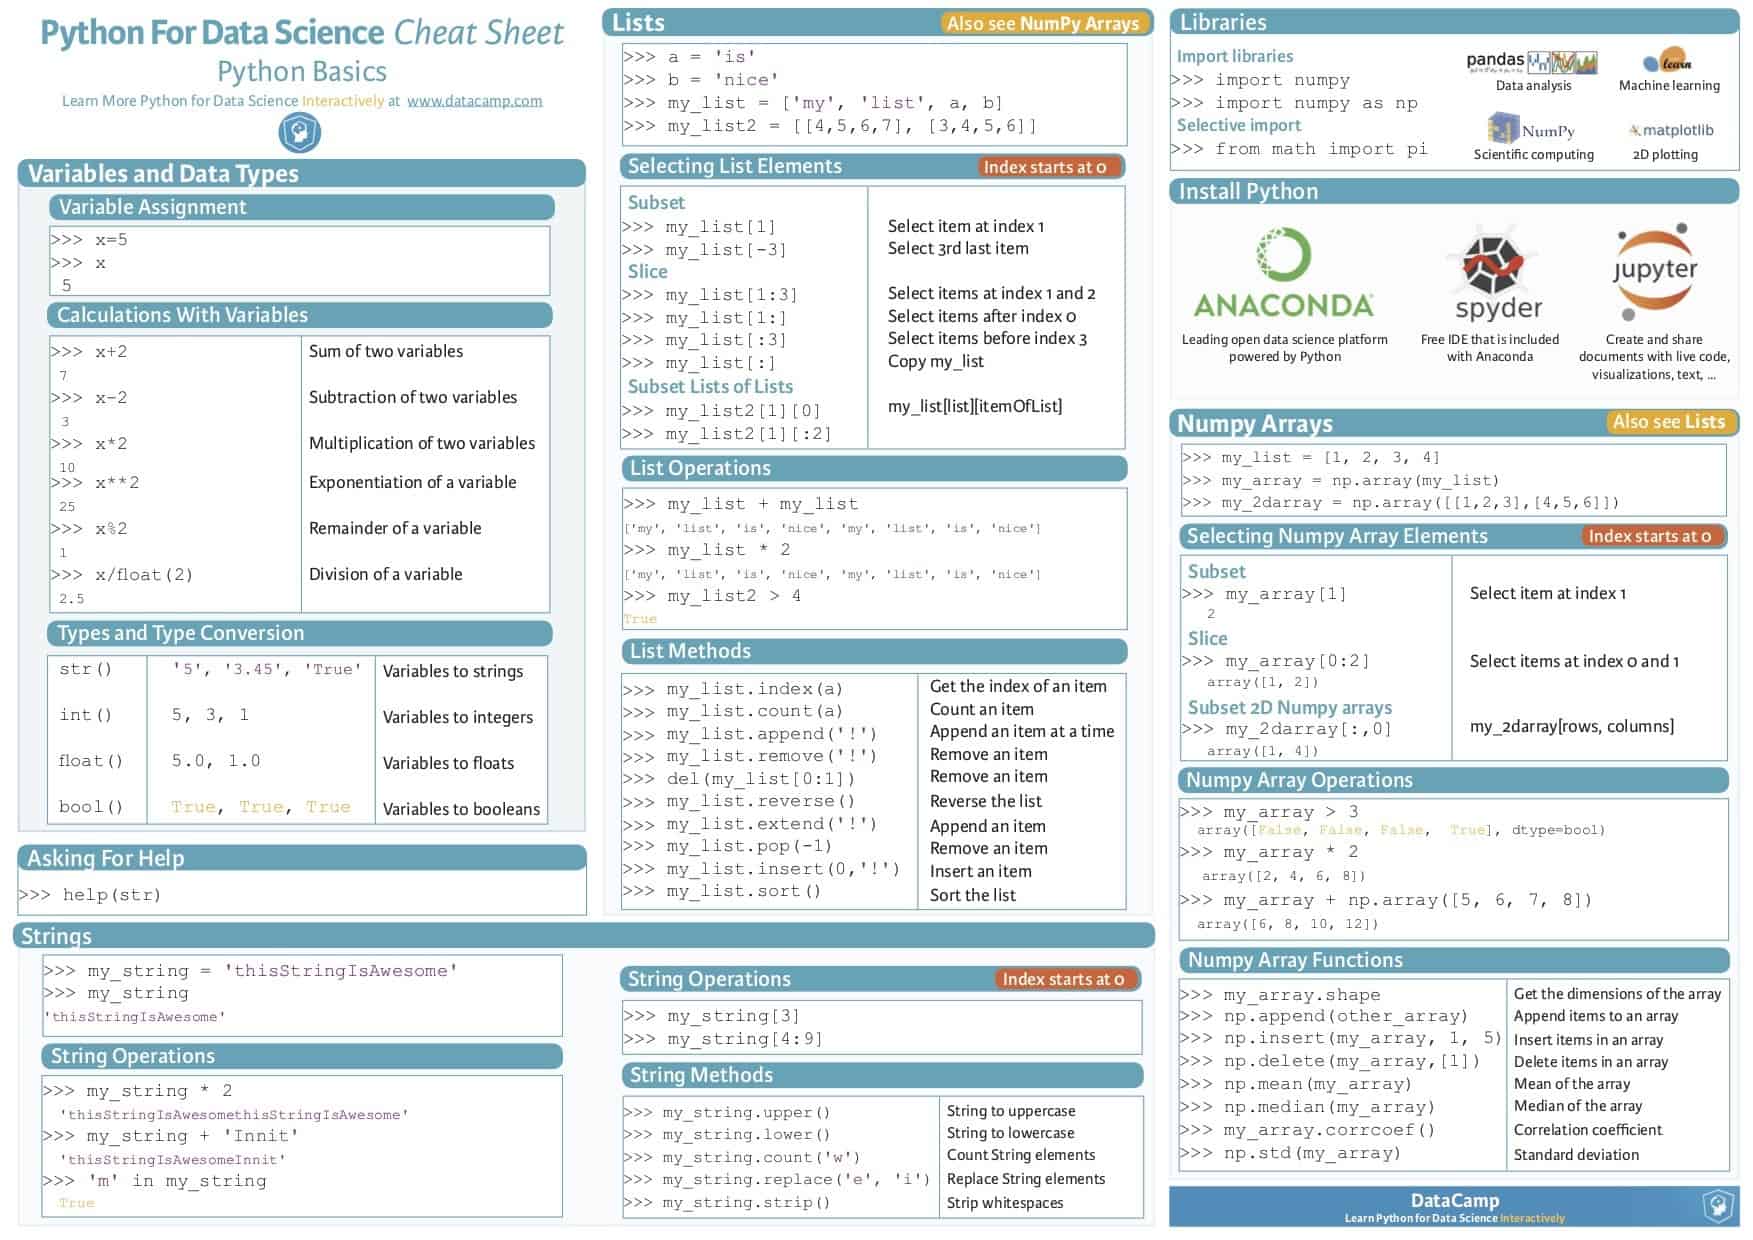 Python For Data Science Cheat Sheet
Python Basics
Learn More Python for Data Science Interactively at www.datacamp.com
Variables and Data Types
Variable Assignment
>>> x=5
>>> x
5
Calculations With Variables
>>> x+2 Sum of two variables
7
>>> x-2 Subtraction of two variables
3
>>> x*2 Multiplication of two variables
10
>>> x**2 Exponentiation of a variable
25
>>> x%2 Remainder of a variable
1
>>> x/float(2) Division of a variable
2.5
Types and Type Conversion
str() '5', '3.45', 'True' Variables to strings
int() 5, 3, 1 Variables to integers
float() 5.0, 1.0 Variables to floats
bool() True, True, True Variables to booleans
Asking For Help
>>> help(str)
Lists Also see NumPy Arrays
>>> a = 'is'
>>> b = 'nice'
>>> my_list = ['my', 'list', a, b]
>>> my_list2 = [[4,5,6,7], [3,4,5,6]]
Selecting List Elements Index starts at 0
Subset
>>> my_list[1] Select item at index 1
>>> my_list[-3] Select 3rd last item
Slice
>>> my_list[1:3] Select items at index 1 and 2
>>> my_list[1:] Select items after index 0
>>> my_list[:3] Select items before index 3
>>> my_list[:] Copy my_list
Subset Lists of Lists
>>> my_list2[1][0] my_list[list][itemOfList]
>>> my_list2[1][:2]
List Operations
>>> my_list + my_list
['my', 'list', 'is', 'nice', 'my', 'list', 'is', 'nice']
>>> my_list * 2
['my', 'list', 'is', 'nice', 'my', 'list', 'is', 'nice']
>>> my_list2 > 4
True
List Methods
>>> my_list.index(a) Get the index of an item
>>> my_list.count(a) Count an item
>>> my_list.append('!') Append an item at a time
>>> my_list.remove('!') Remove an item
>>> del(my_list[0:1]) Remove an item
>>> my_list.reverse() Reverse the list
>>> my_list.extend('!') Append an item
>>> my_list.pop(-1) Remove an item
>>> my_list.insert(0,'!') Insert an item
>>> my_list.sort() Sort the list
Strings
>>> my_string = 'thisStringIsAwesome'
>>> my_string
'thisStringIsAwesome'
String Operations
>>> my_string * 2
'thisStringIsAwesomethisStringIsAwesome'
>>> my_string + 'Innit'
'thisStringIsAwesomeInnit'
>>> 'm' in my_string
True
String Operations Index starts at 0
>>> my_string[3]
>>> my_string[4:9]
String Methods
>>> my_string.upper() String to uppercase
>>> my_string.lower() String to lowercase
>>> my_string.count('w') Count String elements
>>> my_string.replace('e', 'i') Replace String elements
>>> my_string.strip() Strip whitespaces
Libraries
Import libraries
>>> import numpy
>>> import numpy as np
Selective import
>>> from math import pi
pandas
Data analysis
learn
Machine learning
NumPy
Scientific computing
matplotlib
2D plotting
Install Python
ANACONDA
Leading open data science platform
powered by Python
spyder
Free IDE that is included
with Anaconda
jupyter
Create and share
documents with live code,
visualizations, text, ...
Numpy Arrays Also see Lists
>>> my_list = [1, 2, 3, 4]
>>> my_array = np.array(my_list)
>>> my_2darray = np.array([[1,2,3],[4,5,6]])
Selecting Numpy Array Elements Index starts at 0
Subset
>>> my_array[1] Select item at index 1
2
Slice
>>> my_array[0:2] Select items at index 0 and 1
array([1, 2])
Subset 2D Numpy arrays
>>> my_2darray[:,0] my_2darray[rows, columns]
array([1, 4])
Numpy Array Operations
>>> my_array > 3
array([False, False, False, True], dtype=bool)
>>> my_array * 2
array([2, 4, 6, 8])
>>> my_array + np.array([5, 6, 7, 8])
array([6, 8, 10, 12])
Numpy Array Functions
>>> my_array.shape Get the dimensions of the array
>>> np.append(other_array) Append items to an array
>>> np.insert(my_array, 1, 5) Insert items in an array
>>> np.delete(my_array,[1]) Delete items in an array
>>> np.mean(my_array) Mean of the array
>>> np.median(my_array) Median of the array
>>> my_array.corrcoef() Correlation coefficient
>>> np.std(my_array) Standard deviation
DataCamp
Learn Python for Data Science Interactively